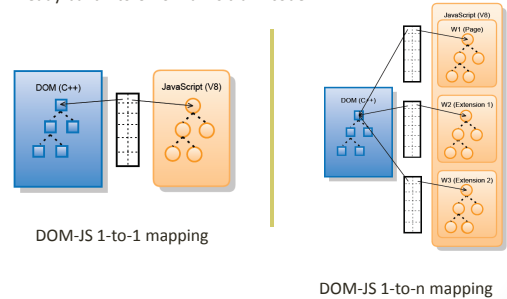 DOM (C++)
JavaScript (V8)
DOM-JS 1-to-1 mapping
JavaScript (V8)
W1 (Page)
DOM (C++)
W2 (Extension 1)
W3 (Extension 2)
DOM-JS 1-to-n mapping